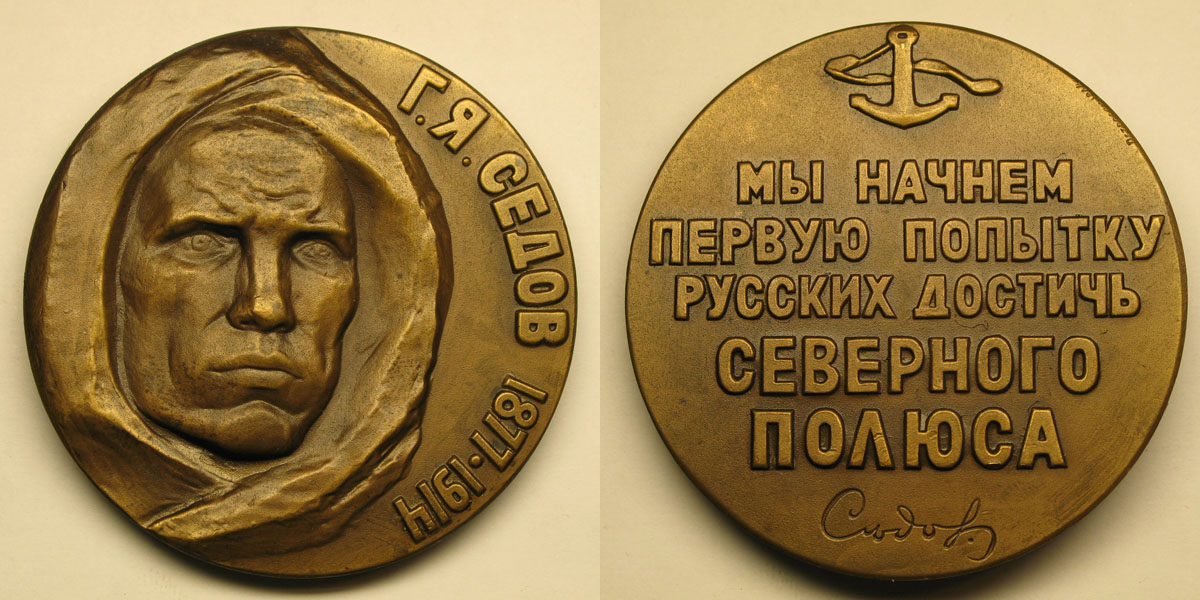 Г.Я. СЕДОВ
1877·1914
МЫ НАЧНЕМ
ПЕРВУЮ ПОПЫТКУ
РУССКИХ ДОСТИЧЬ
СЕВЕРНОГО
ПОЛЮСА
Седов.